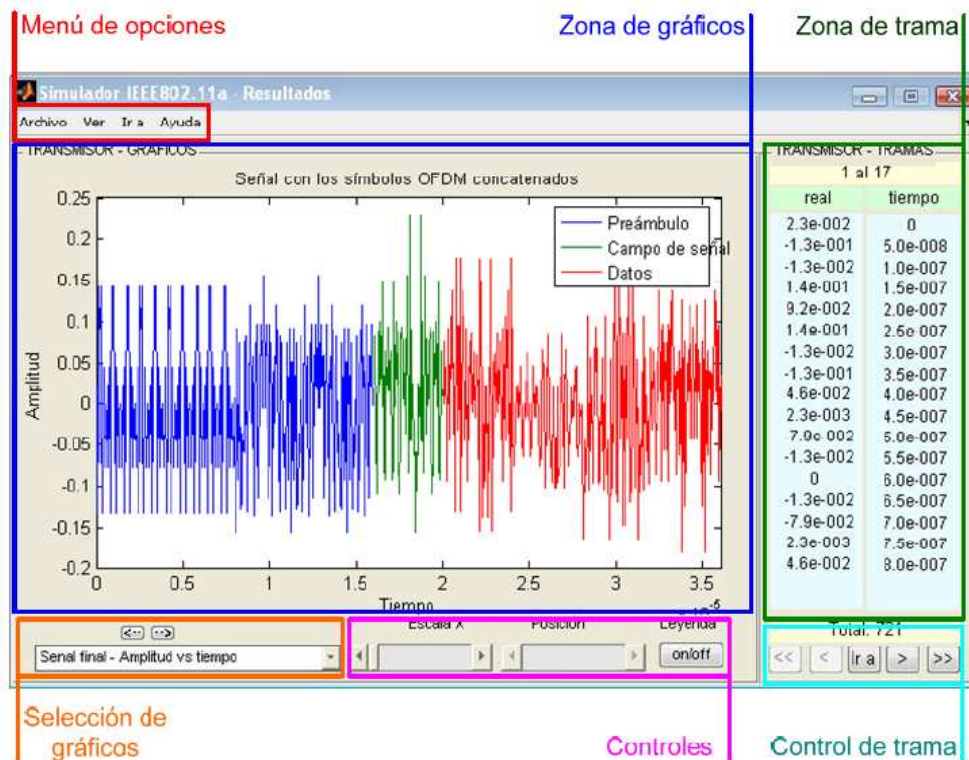 Menú de opciones
Zona de gráficos
Zona de trama
Simulador IEEE802.11a - Resultados
Archivo Ver Ir a Ayuda
TRANSMISOR - GRAFICOS
TRANSMISOR - TRAMAS
Señal con los símbolos OFDM concatenados
1 al 17
real tiempo
2.3e-002 0
-1.3e-001 5.0e-008
-1.3e-002 1.0e-007
1.4e-001 1.5e-007
9.2e-002 2.0e-007
1.4e-001 2.5e-007
-1.3e-002 3.0e-007
-1.3e-001 3.5e-007
4.6e-002 4.0e-007
2.3e-003 4.5e-007
-7.9e-002 5.0e-007
-1.3e-002 5.5e-007
0 6.0e-007
-1.3e-002 6.5e-007
-7.9e-002 7.0e-007
2.3e-003 7.5e-007
4.6e-002 8.0e-007
Preámbulo
Campo de señal
Datos
Amplitud
0.25
0.2
0.15
0.1
0.05
0
-0.05
-0.1
-0.15
-0.2
0 0.5 1 1.5 2 2.5 3 3.5
Tiempo
-5
Escala X
Posición
Leyenda
Total: 721
<-- -->
Senal final - Amplitud vs tiempo
on/off
<< < Ir a > >>
Selección de
gráficos
Controles
Control de trama